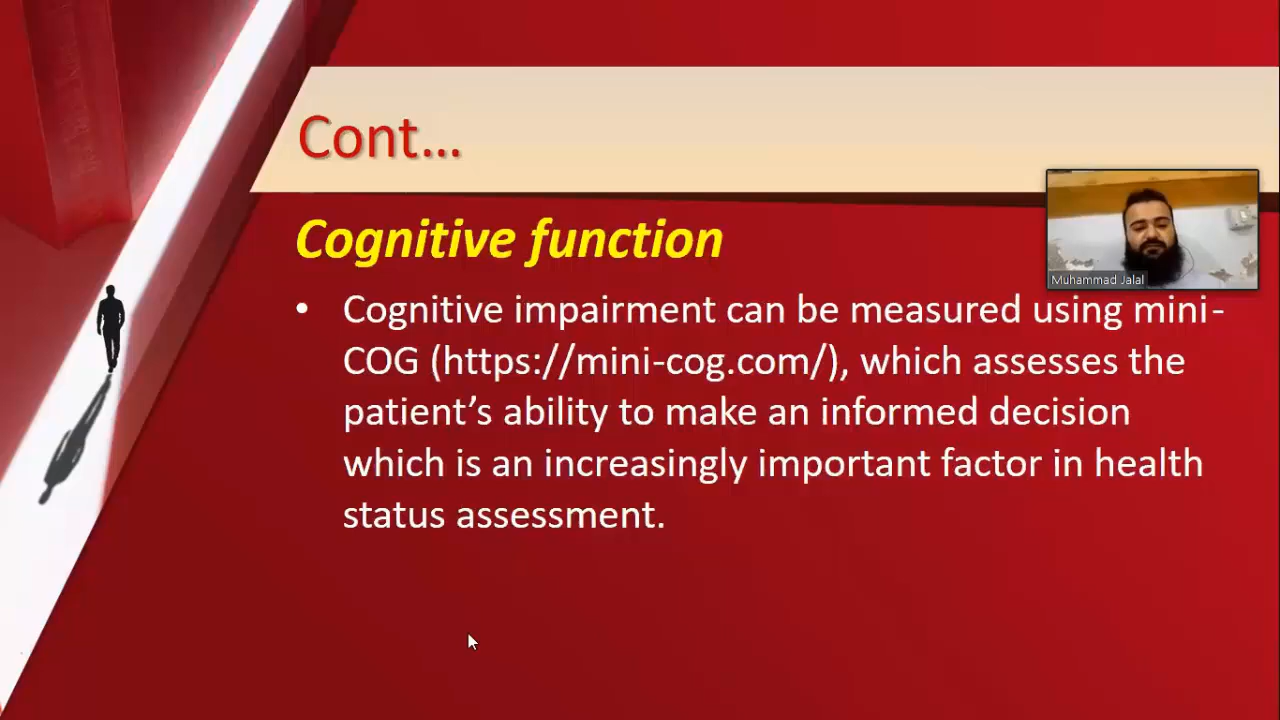 Cont…
Cognitive function
• Cognitive impairment can be measured using mini-
COG (https://mini-cog.com/), which assesses the
patient’s ability to make an informed decision
which is an increasingly important factor in health
status assessment.
Muhammad Jalal